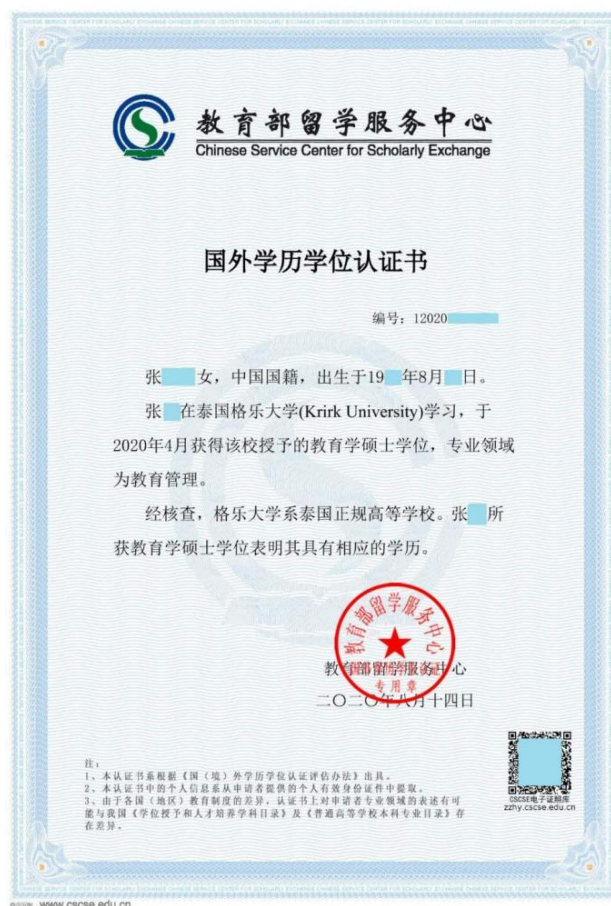 教育部留学服务中心
Chinese Service Center for Scholarly Exchange
国外学历学位认证书
编号：12020
张 女，中国国籍，出生于19 年8月 日。
张 在泰国格乐大学(Krirk University)学习，于
2020年4月获得该校授予的教育学硕士学位，专业领域
为教育管理。
经核查，格乐大学系泰国正规高等学校。张 所
获教育学硕士学位表明其具有相应的学历。
教育部留学服务中心
专用章
教育部留学服务中心
二〇二〇年八月十四日
注：
1、本认证书系根据《国（境）外学历学位认证评估办法》出具。
2、本认证书中的个人信息系从申请者提供的个人有效身份证件中提取。
3、由于各国（地区）教育制度的差异，认证书上对申请者专业领域的表述有可
能与我国《学位授予和人才培养学科目录》及《普通高等学校本科专业目录》存
在差异。
CSCSE电子证照库
zzhy.cscse.edu.cn
www.cscse.edu.cn